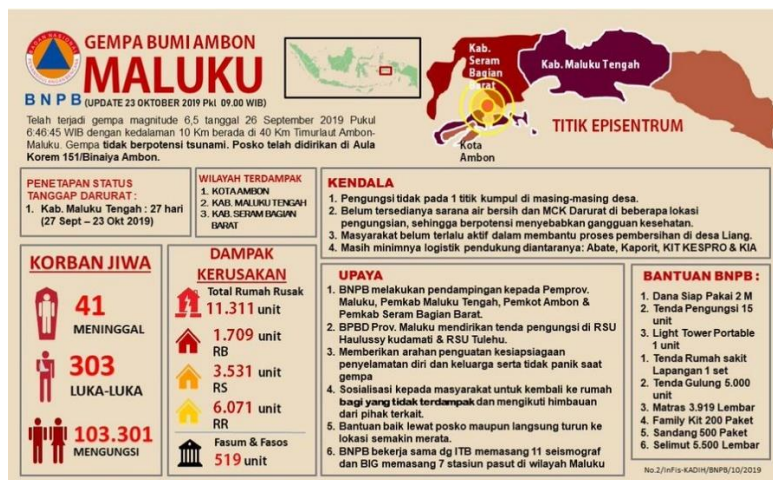 GEMPA BUMI AMBON
MALUKU
BNPB
(UPDATE 23 OKTOBER 2019 Pkl 09.00 WIB)
Telah terjadi gempa magnitude 6,5 tanggal 26 September 2019 Pukul
6:46:45 WIB dengan kedalaman 10 Km berada di 40 Km Timurlaut Ambon-
Maluku. Gempa tidak berpotensi tsunami. Posko telah didirikan di Aula
Korem 151/Binaiya Ambon.
Kab.
Seram
Bagian
Barat
Kab. Maluku Tengah
Kota
Ambon
TITIK EPISENTRUM
PENETAPAN STATUS
TANGGAP DARURAT :
1. Kab. Maluku Tengah : 27 hari
(27 Sept – 23 Okt 2019)
WILAYAH TERDAMPAK
1. KOTA AMBON
2. KAB. MALUKU TENGAH
3. KAB. SERAM BAGIAN
BARAT
KENDALA
1. Pengungsi tidak pada 1 titik kumpul di masing-masing desa.
2. Belum tersedianya sarana air bersih dan MCK Darurat di beberapa lokasi
pengungsian, sehingga berpotensi menyebabkan gangguan kesehatan.
3. Masyarakat belum terlalu aktif dalam membantu proses pembersihan di desa Liang.
4. Masih minimnya logistik pendukung diantaranya: Abate, Kaporit, KIT KESPRO & KIA
KORBAN JIWA
41
MENINGGAL
303
LUKA-LUKA
103.301
MENGUNGSI
DAMPAK
KERUSAKAN
Total Rumah Rusak
11.311 unit
1.709 unit
RB
3.531 unit
RS
6.071 unit
RR
Fasum & Fasos
519 unit
UPAYA
1. BNPB melakukan pendampingan kepada Pemprov.
Maluku, Pemkab Maluku Tengah, Pemkot Ambon &
Pemkab Seram Bagian Barat.
2. BPBD Prov. Maluku mendirikan tenda pengungsi di RSU
Haulussy kudamati & RSU Tulehu.
3. Memberikan arahan penguatan kesiapsiagaan
penyelamatan diri dan keluarga serta tidak panik saat
gempa
4. Sosialisasi kepada masyarakat untuk kembali ke rumah
bagi yang tidak terdampak dan mengikuti himbauan
dari pihak terkait.
5. Bantuan baik lewat posko maupun langsung turun ke
lokasi semakin merata.
6. BNPB bekerja sama dg ITB memasang 11 seismograf
dan BIG memasang 7 stasiun pasut di wilayah Maluku
BANTUAN BNPB :
1. Dana Siap Pakai 2 M
2. Tenda Pengungsi 15
unit
3. Light Tower Portable
1 unit
1. Tenda Rumah sakit
Lapangan 1 set
2. Tenda Gulung 5.000
unit
3. Matras 3.919 Lembar
4. Family Kit 200 Paket
5. Sandang 500 Paket
6. Selimut 5.500 Lembar
No.2/InFis-KADIH/BNPB/10/2019